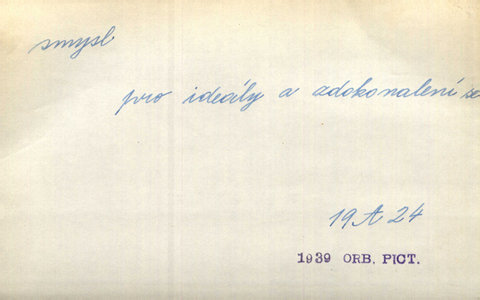 smysl
pro ideály a zdokonalení se
19 A 24
1939 ORB. PICT.